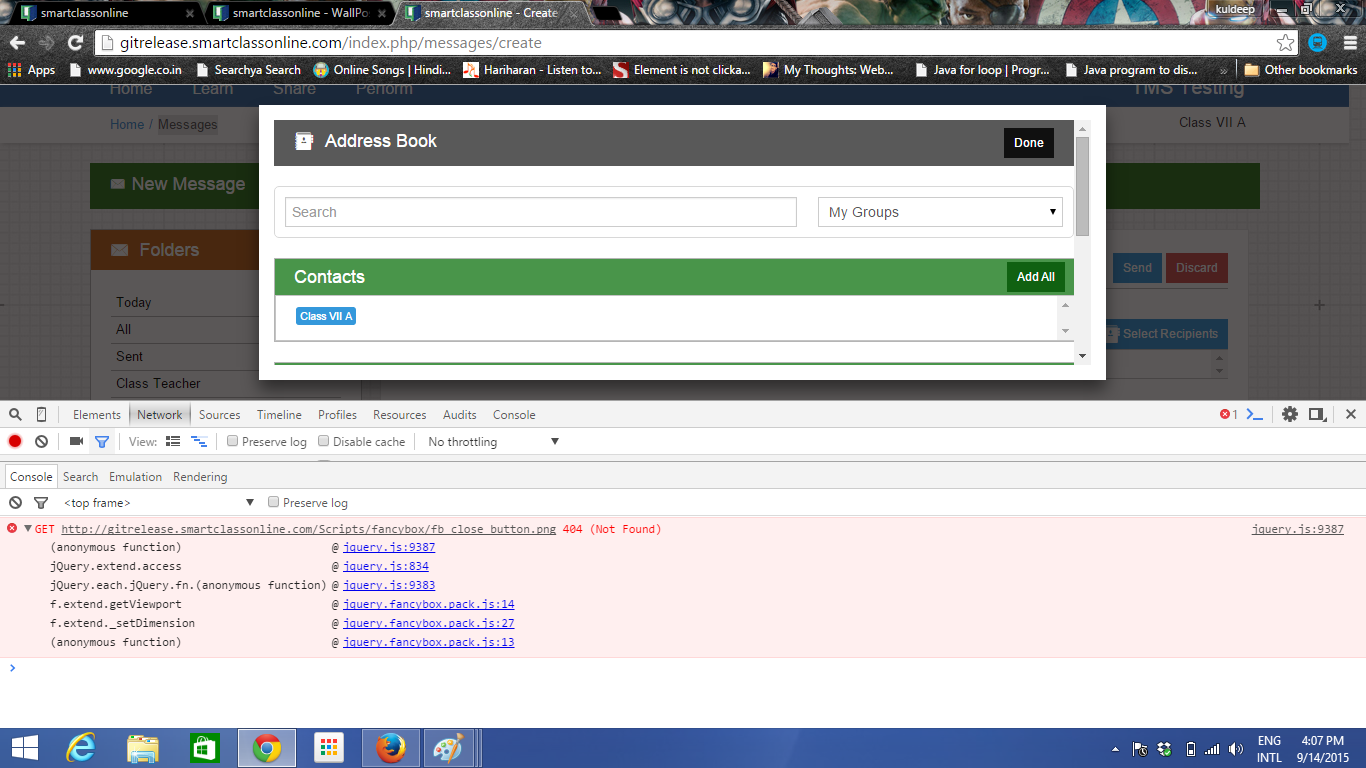 smartclassonline
smartclassonline - WallPo
smartclassonline - Create
kuldeep
gitrelease.smartclassonline.com/index.php/messages/create
Apps
www.google.co.in
Searchya Search
Online Songs | Hindi...
Hariharan - Listen to...
Element is not clicka...
My Thoughts: Web...
Java for loop | Progr...
Java program to dis...
»
Other bookmarks
Home Learn Share Perform
TMS Testing
Home / Messages
Class VII A
New Message
Address Book
Done
Search
My Groups
Folders
Contacts
Add All
Send
Discard
Today
Class VII A
All
Select Recipients
Sent
Class Teacher
Elements Network Sources Timeline Profiles Resources Audits Console
1
View:
Preserve log
Disable cache
No throttling
Console Search Emulation Rendering
<top frame>
Preserve log
GET http://gitrelease.smartclassonline.com/Scripts/fancybox/fb_close_button.png 404 (Not Found) jquery.js:9387
(anonymous function) @ jquery.js:9387
jQuery.extend.access @ jquery.js:834
jQuery.each.jQuery.fn.(anonymous function) @ jquery.js:9383
f.extend.getViewport @ jquery.fancybox.pack.js:14
f.extend._setDimension @ jquery.fancybox.pack.js:27
(anonymous function) @ jquery.fancybox.pack.js:13
>
ENG
INTL
4:07 PM
9/14/2015